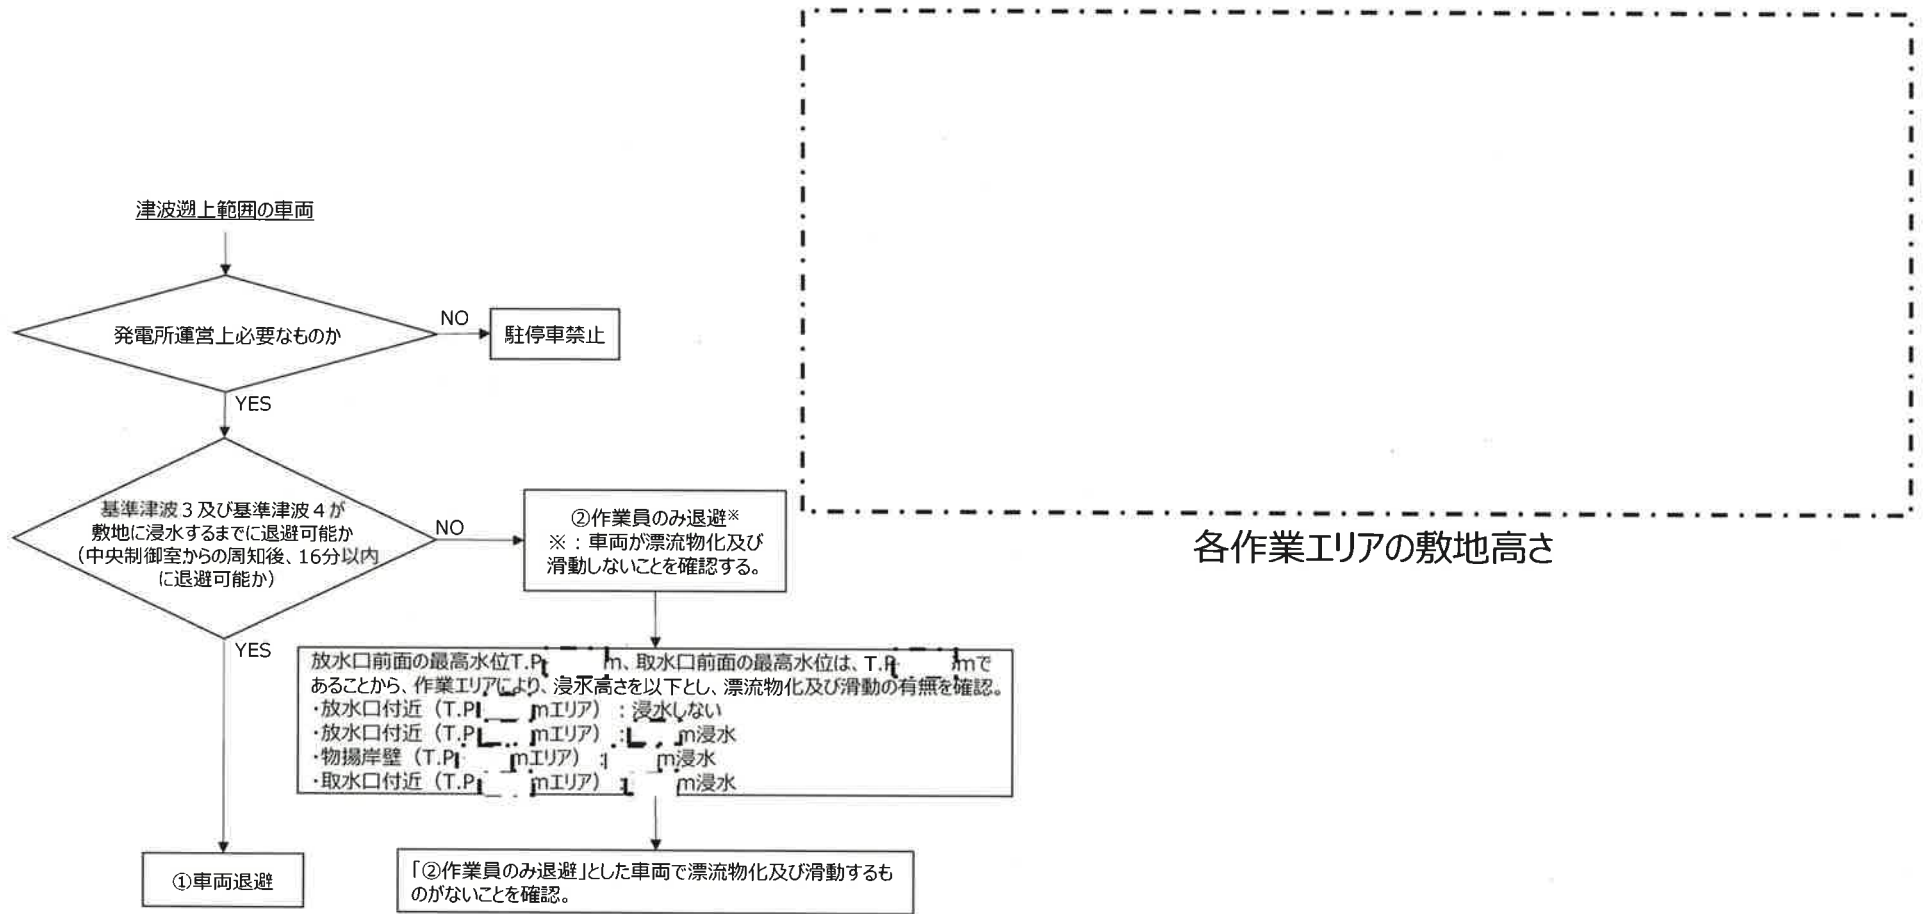 津波遡上範囲の車両
発電所運営上必要なものか
NO
駐停車禁止
YES
基準津波3及び基準津波4が
敷地に浸水するまでに退避可能か
(中央制御室からの周知後、16分以内
に退避可能か)
NO
②作業員のみ退避※
※:車両が漂流物化及び
滑動しないことを確認する。
YES
放水口前面の最高水位T.P. m、取水口前面の最高水位は、T.P. mで
あることから、作業エリアにより、浸水高さを以下とし、漂流物化及び滑動の有無を確認。
・放水口付近(T.P. mエリア):浸水しない
・放水口付近(T.P. mエリア): m浸水
・物揚岸壁(T.P. mエリア): m浸水
・取水口付近(T.P. mエリア): m浸水
①車両退避
「②作業員のみ退避」とした車両で漂流物化及び滑動するも
のがないことを確認。
各作業エリアの敷地高さ